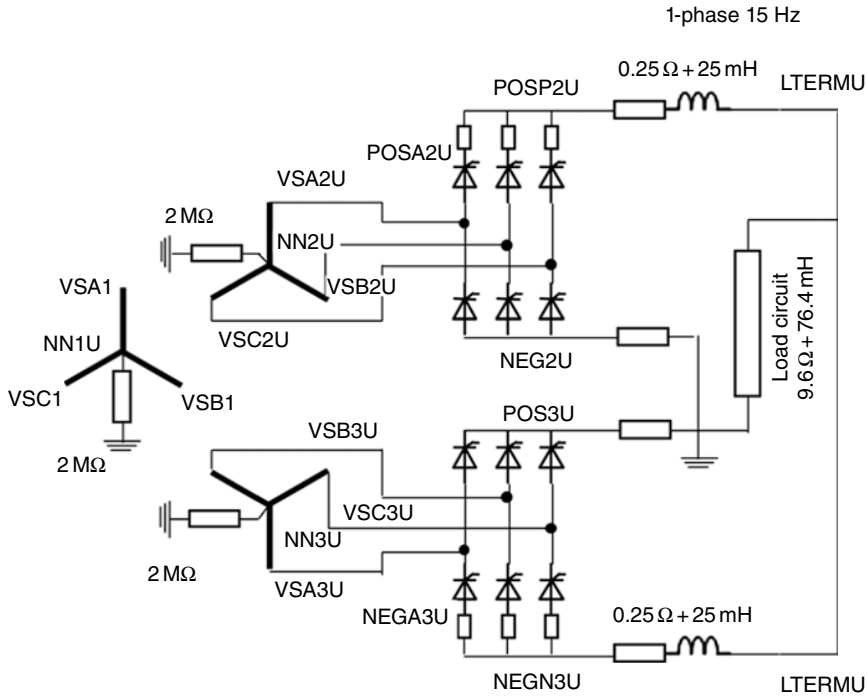 1-phase 15 Hz
0.25 Ω + 25 mH
LTERMU
POSP2U
POSA2U
VSA2U
2 MΩ
NN2U
VSB2U
VSC2U
VSA1
NN1U
VSC1
VSB1
2 MΩ
NEG2U
Load circuit
9.6 Ω + 76.4 mH
POS3U
VSB3U
VSC3U
NN3U
2 MΩ
VSA3U
NEGA3U
0.25 Ω + 25 mH
NEGN3U
LTERMU